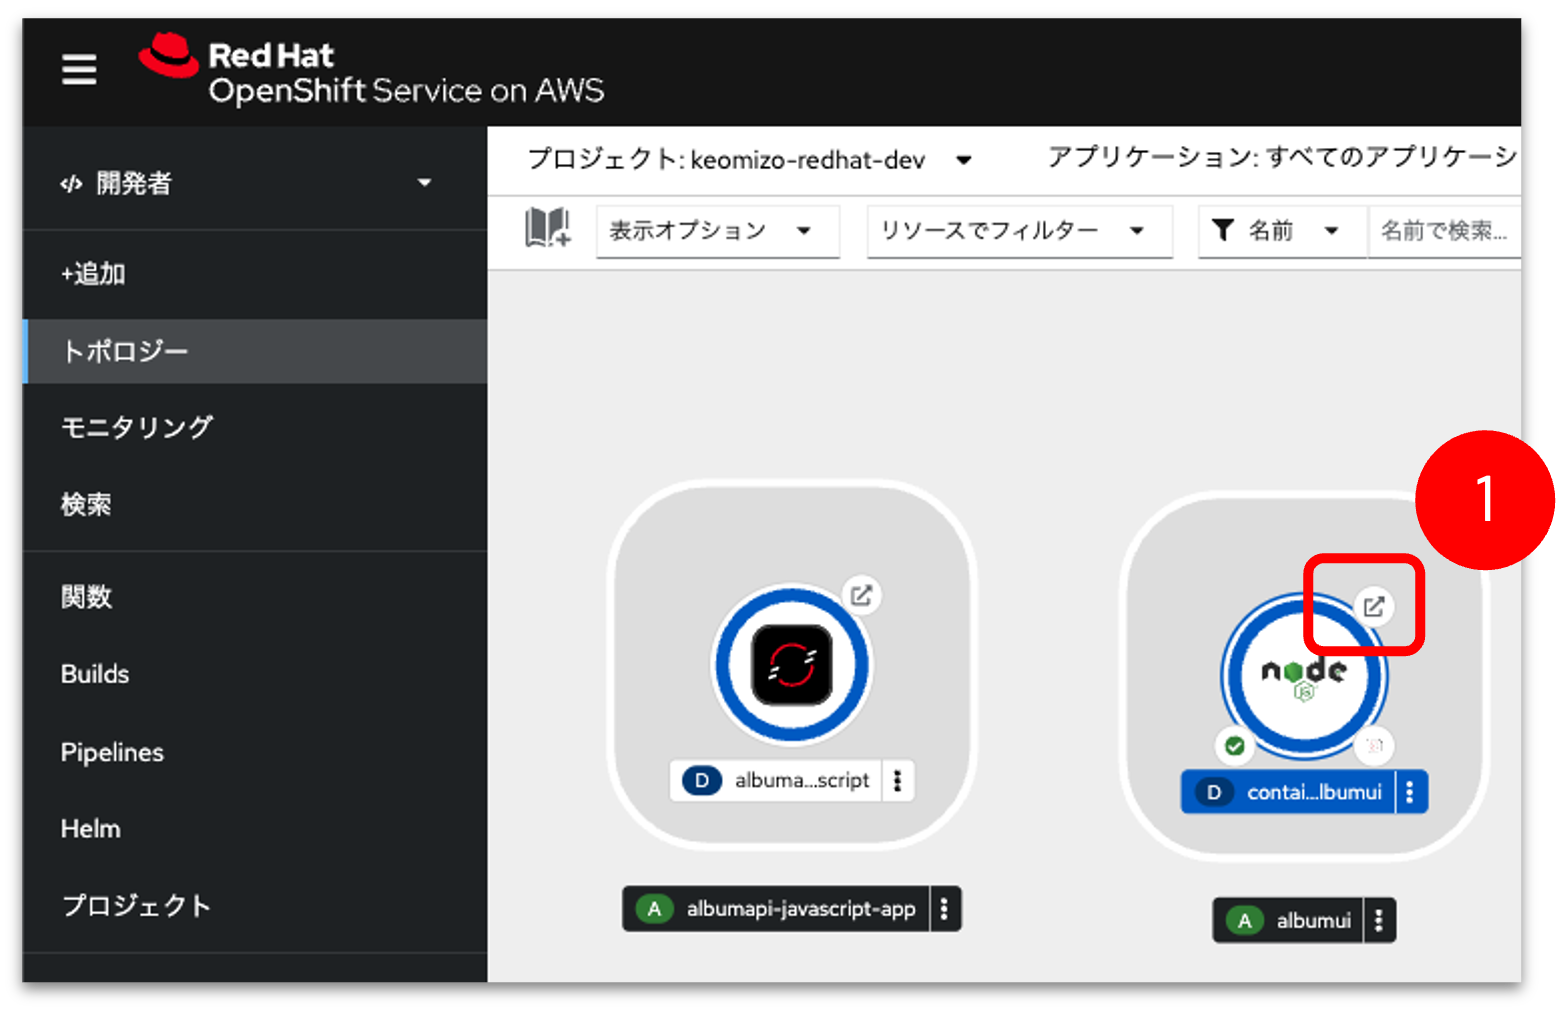 Red Hat
OpenShift Service on AWS
開発者
+追加
トポロジー
モニタリング
検索
関数
Builds
Pipelines
Helm
プロジェクト
プロジェクト: keomizo-redhat-dev
アプリケーション: すべてのアプリケーシ
表示オプション
リソースでフィルター
名前
名前で検索...
1
node
JS
D albuma...script
D contai...lbumui
A albumapi-javascript-app
A albumui